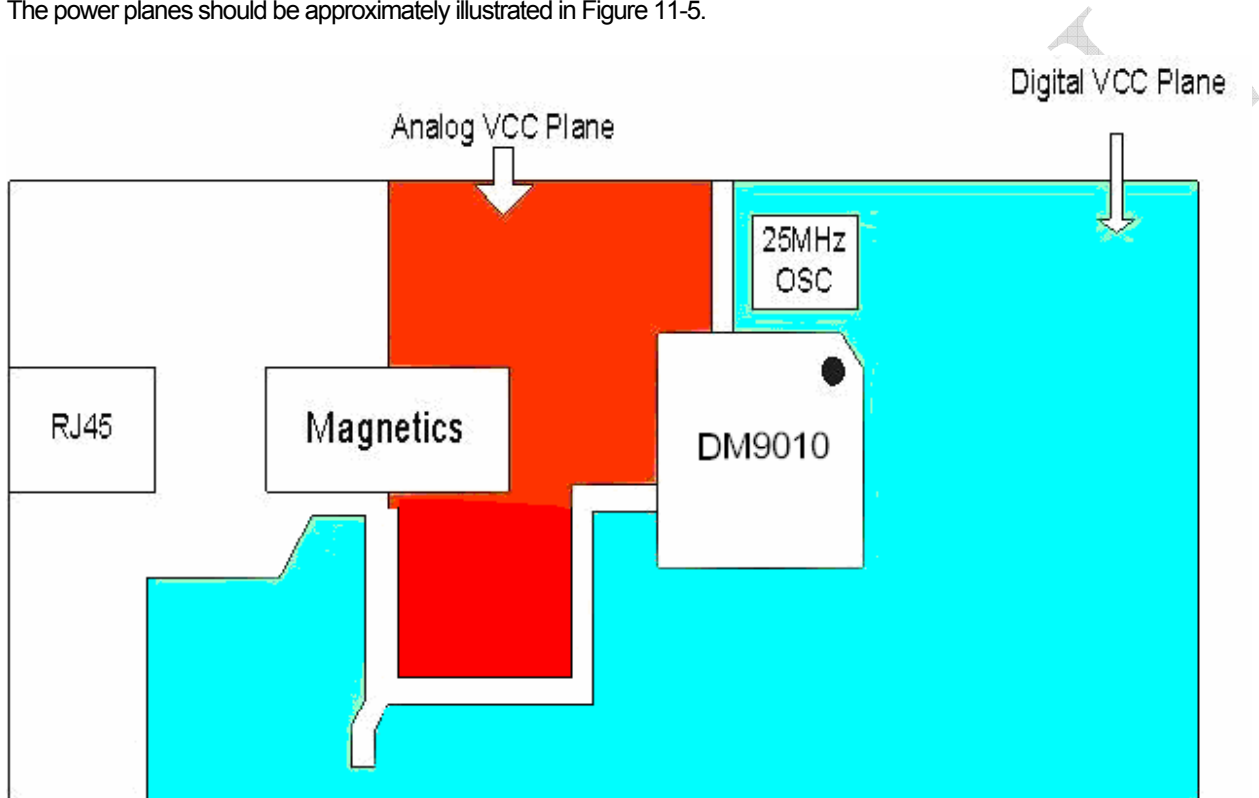 The power planes should be approximately illustrated in Figure 11-5.
Digital VCC Plane
Analog VCC Plane
25MHz
OSC
RJ45
Magnetics
DM9010